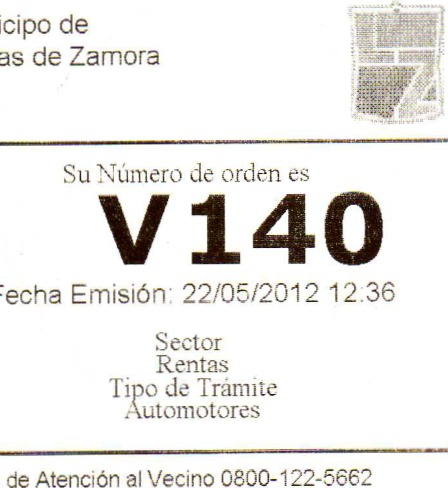 icipo de
as de Zamora
Su Número de orden es
V140
Fecha Emisión: 22/05/2012 12:36
Sector
Rentas
Tipo de Trámite
Automotores
de Atención al Vecino 0800-122-5662